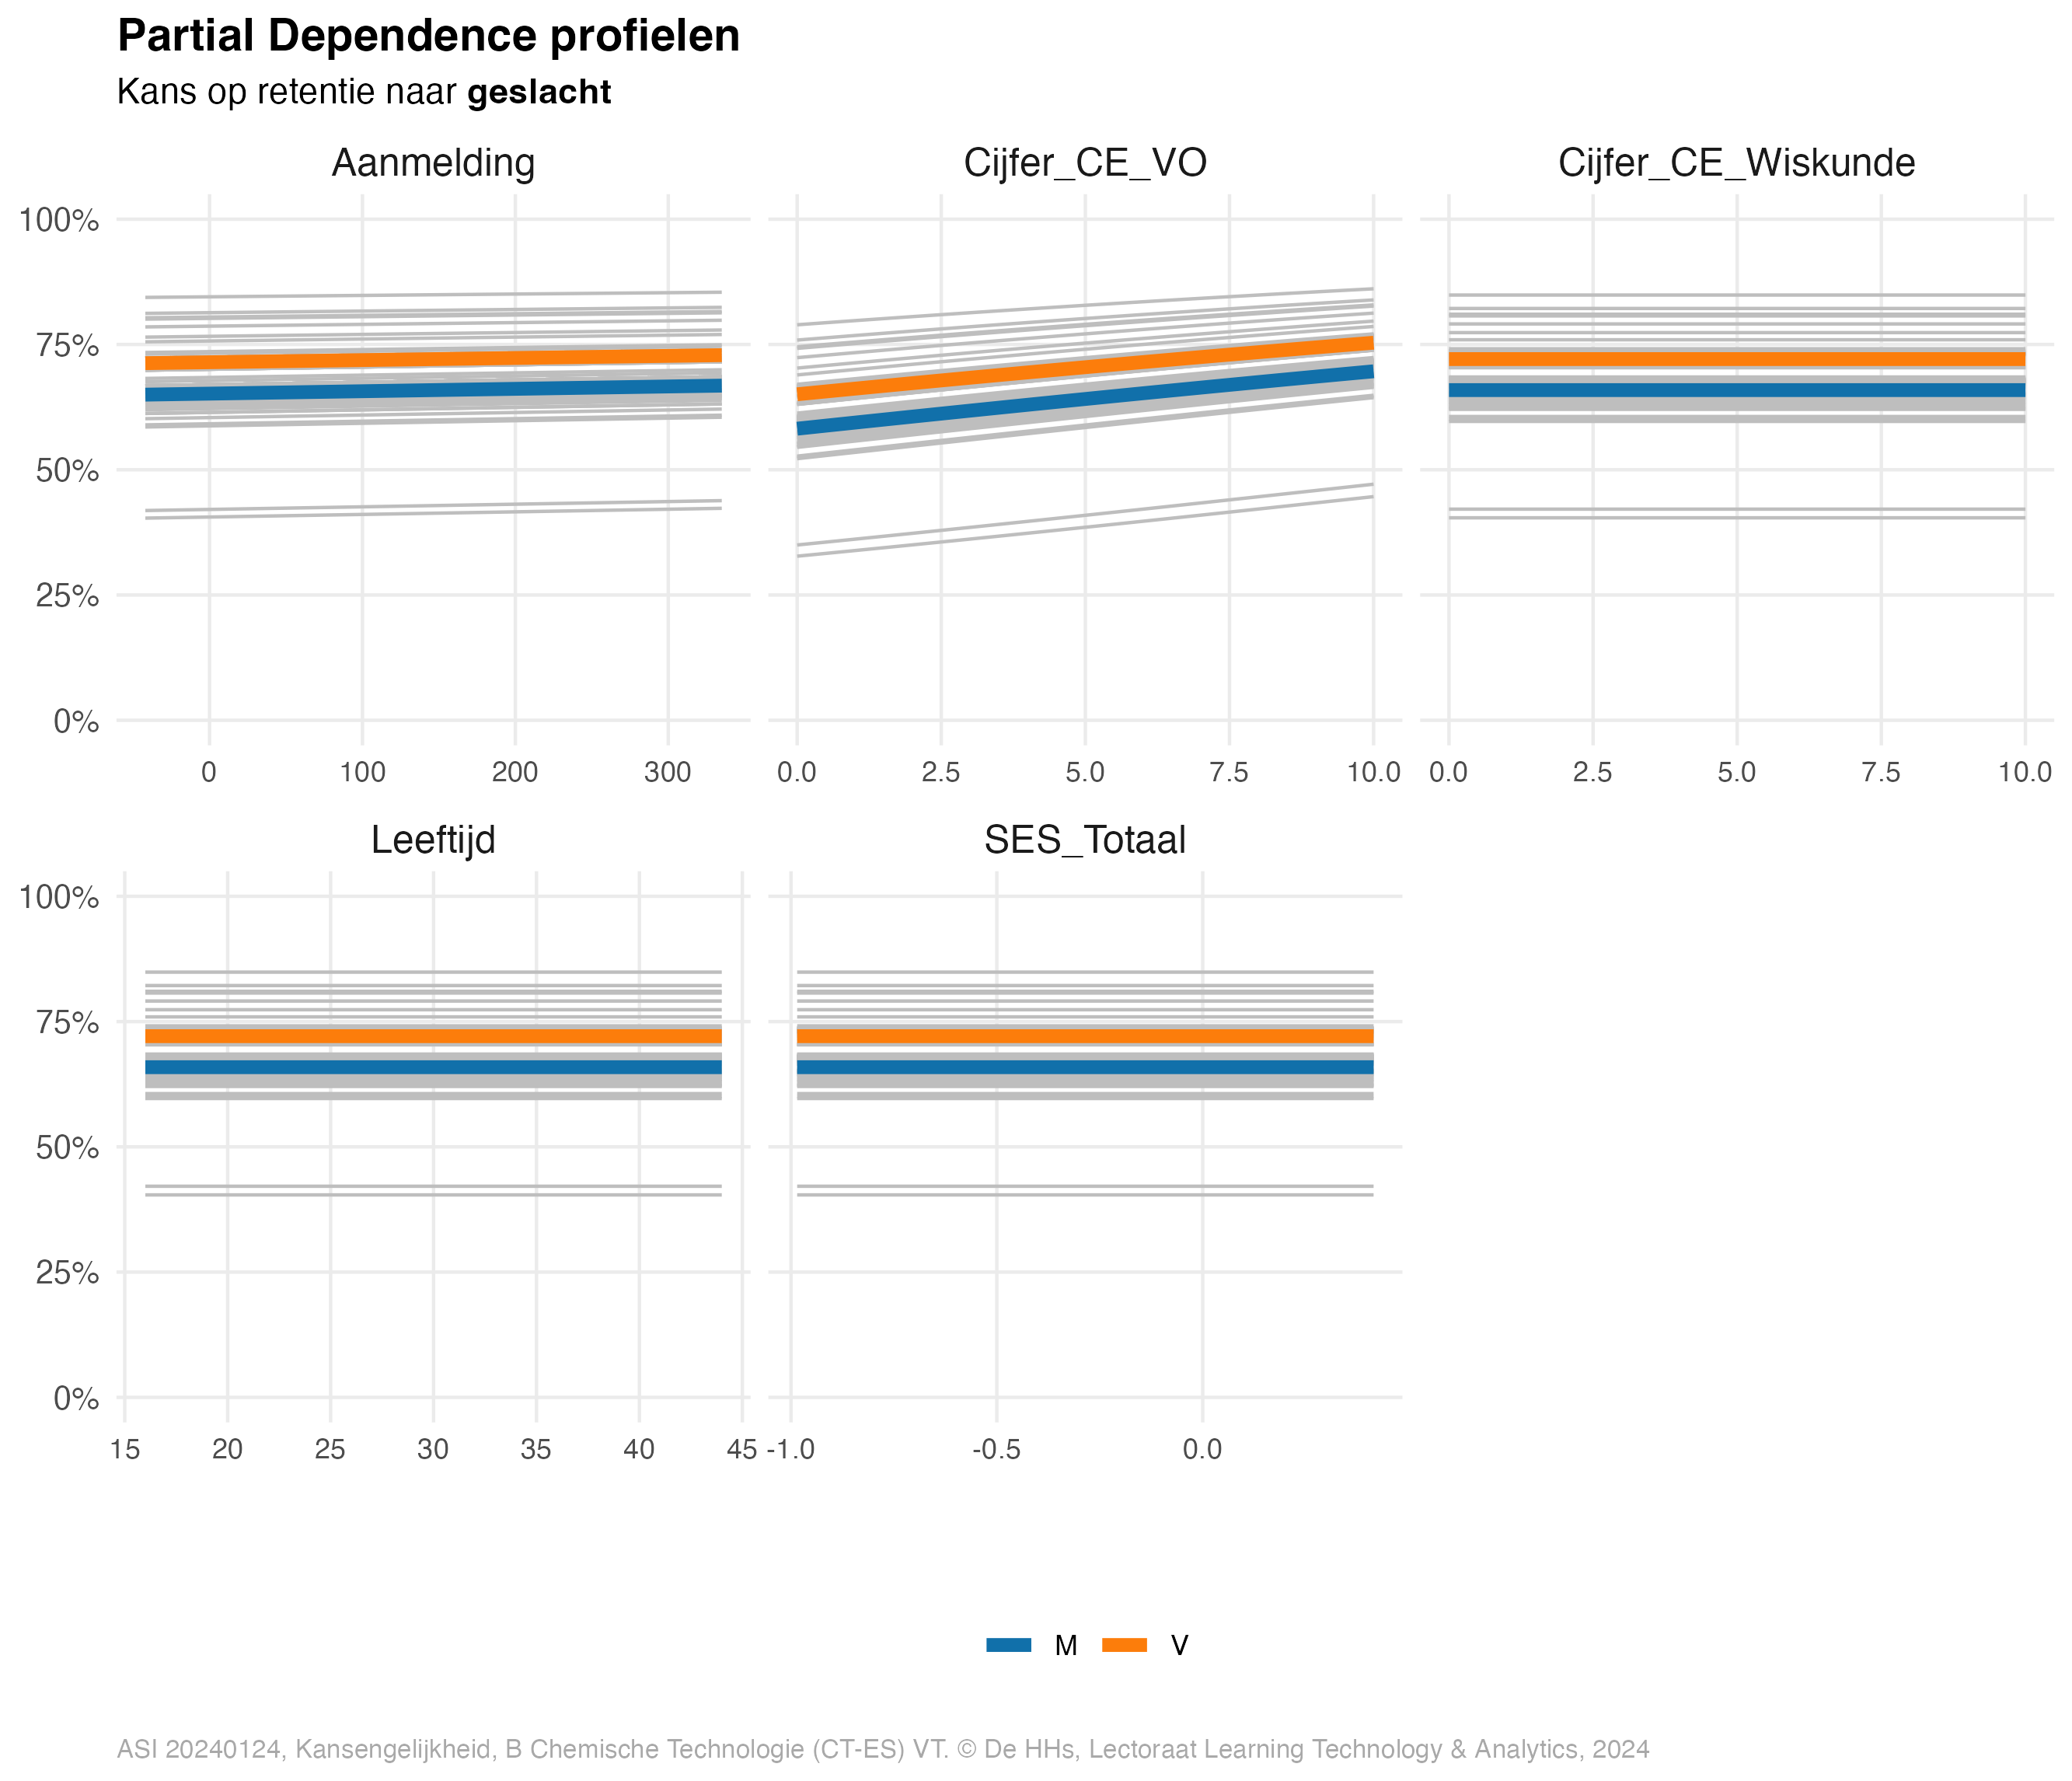 Partial Dependence profielen
Kans op retentie naar geslacht
Aanmelding
Cijfer_CE_VO
Cijfer_CE_Wiskunde
100%
75%
50%
25%
0%
0 100 200 300
0.0 2.5 5.0 7.5 10.0
0.0 2.5 5.0 7.5 10.0
Leeftijd
SES_Totaal
100%
75%
50%
25%
0%
15 20 25 30 35 40 45
-1.0 -0.5 0.0
M V
ASI 20240124, Kansengelijkheid, B Chemische Technologie (CT-ES) VT. © De HHs, Lectoraat Learning Technology & Analytics, 2024